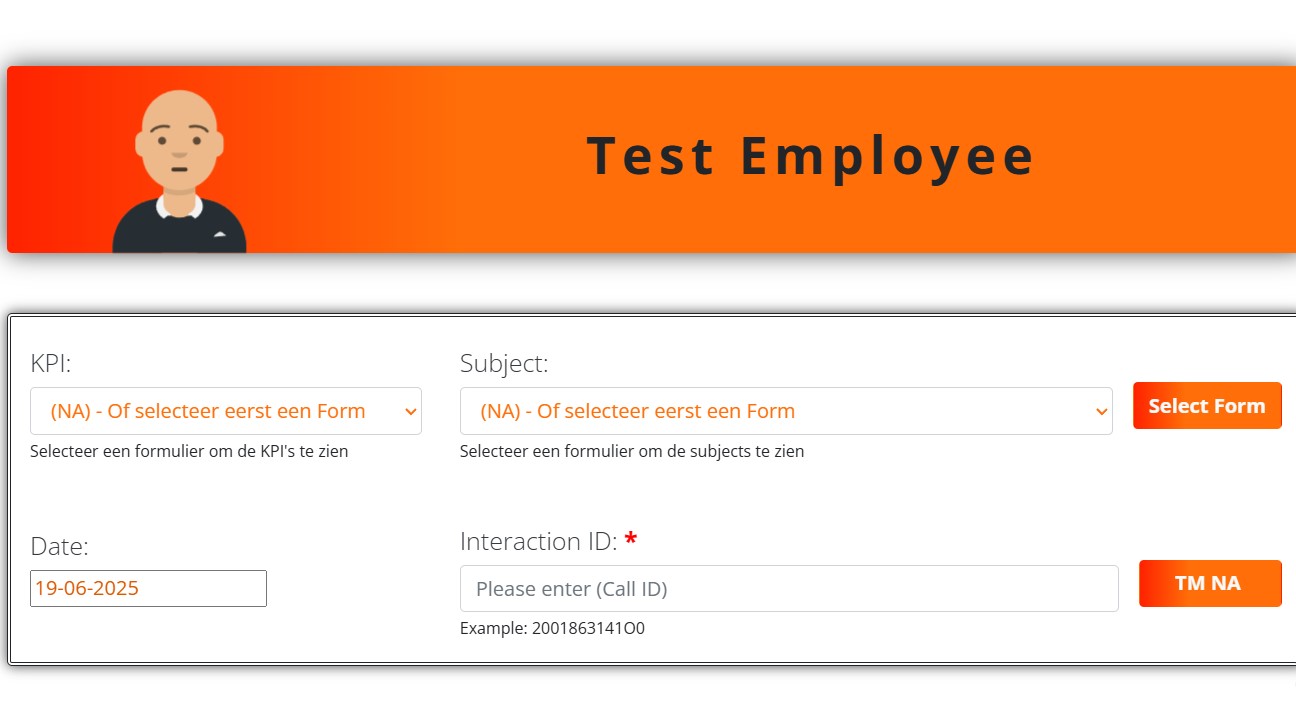 Test Employee
KPI:
Subject:
(NA) - Of selecteer eerst een Form
(NA) - Of selecteer eerst een Form
Select Form
Selecteer een formulier om de KPI's te zien
Selecteer een formulier om de subjects te zien
Date:
Interaction ID: *
19-06-2025
Please enter (Call ID)
TM NA
Example: 2001863141O0